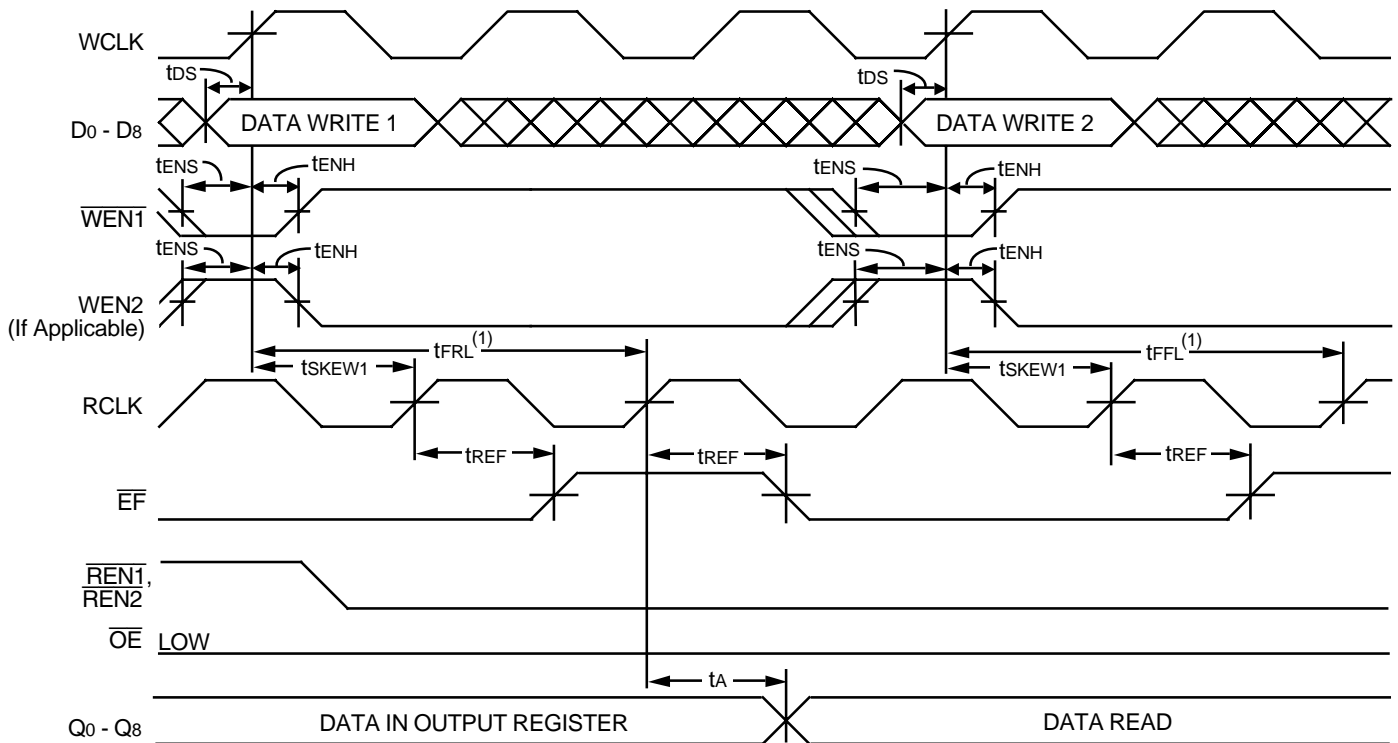 WCLK
tDS
tDS
D0 - D8
DATA WRITE 1
DATA WRITE 2
tENS
tENH
tENS
tENH
WEN1
tENS
tENH
tENS
tENH
WEN2
(If Applicable)
tFRL(1)
tFFL(1)
tSKEW1
tSKEW1
RCLK
tREF
tREF
tREF
EF
REN1,
REN2
OE
LOW
tA
Q0 - Q8
DATA IN OUTPUT REGISTER
DATA READ